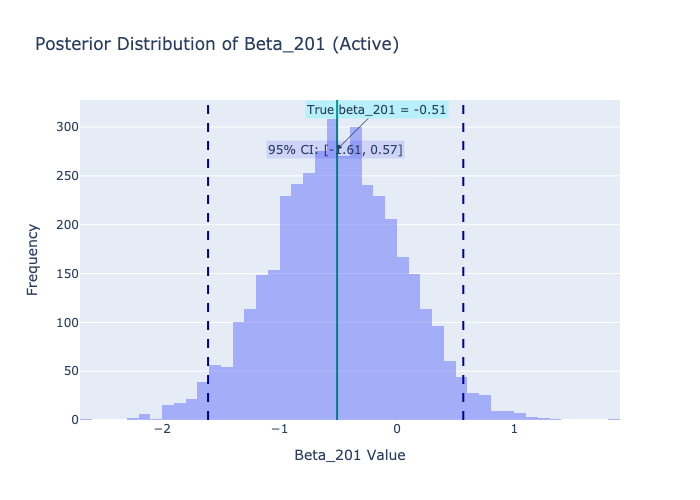 Posterior Distribution of Beta_201 (Active)
True beta_201 = -0.51
95% CI: [-1.61, 0.57]
300
250
200
150
100
50
0
Frequency
−2
−1
0
1
Beta_201 Value